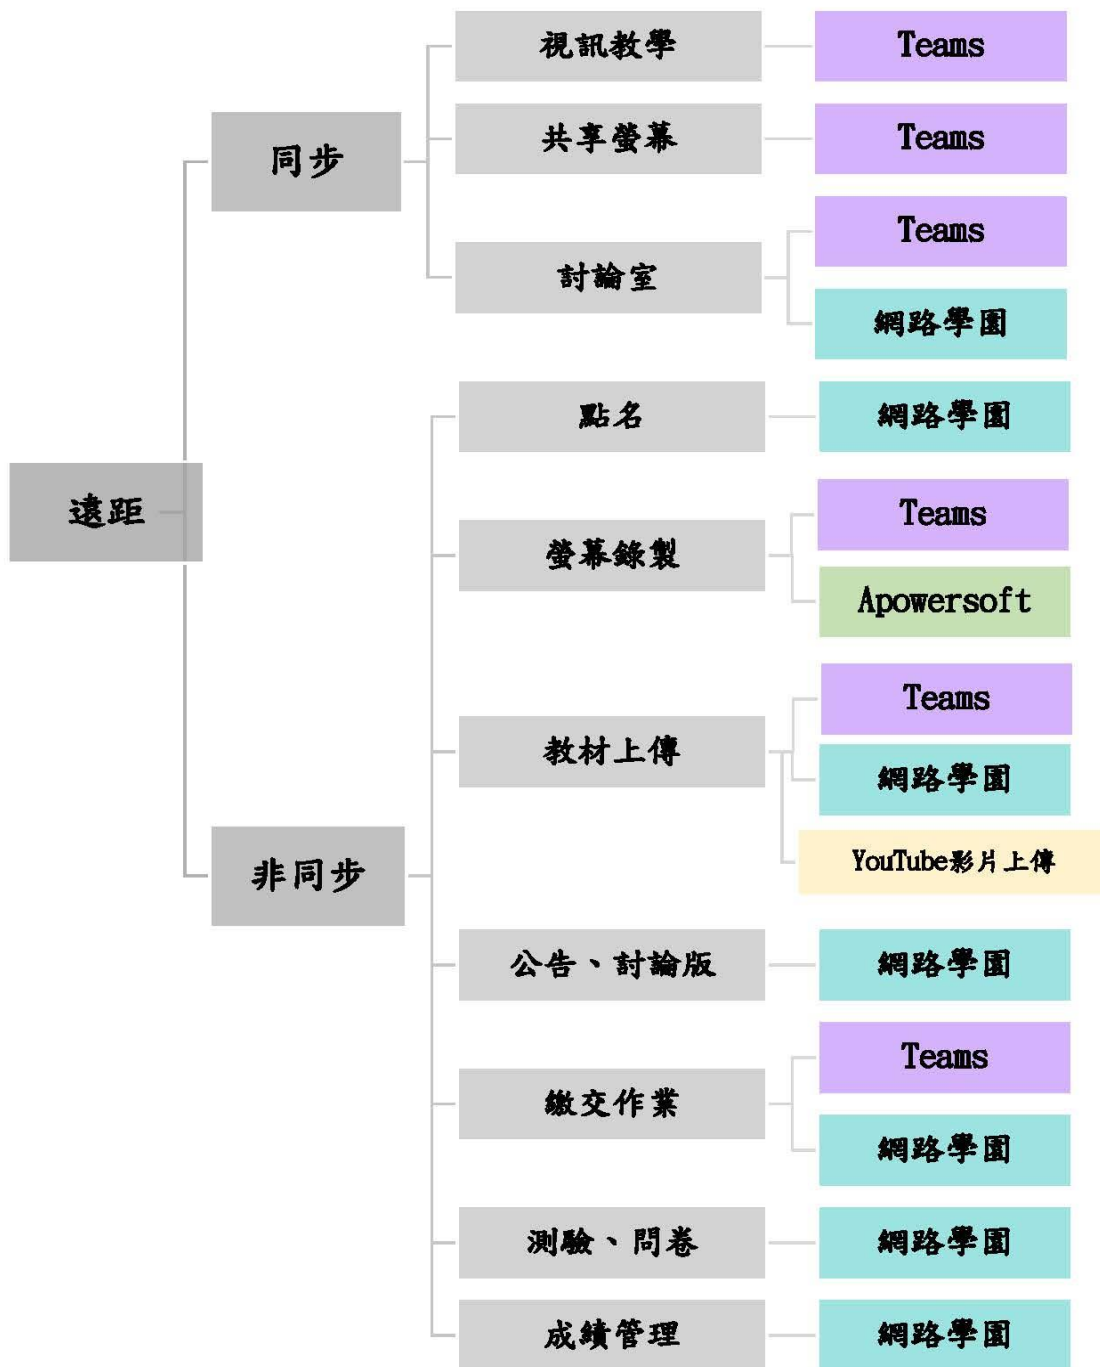 視訊教學
Teams
共享螢幕
Teams
同步
討論室
Teams
網路學園
遠距
點名
網路學園
螢幕錄製
Teams
Apowersoft
教材上傳
Teams
網路學園
YouTube影片上傳
非同步
公告、討論版
網路學園
繳交作業
Teams
網路學園
測驗、問卷
網路學園
成績管理
網路學園